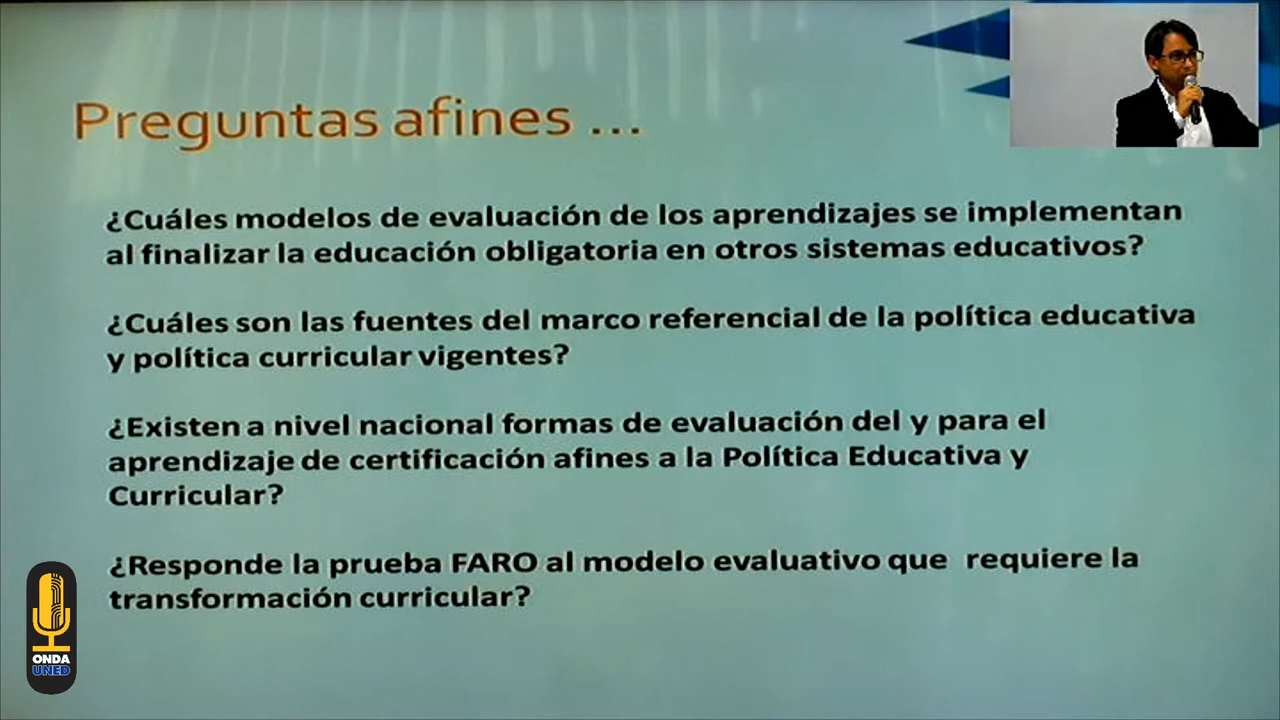 Preguntas afines ...
¿Cuáles modelos de evaluación de los aprendizajes se implementan
al finalizar la educación obligatoria en otros sistemas educativos?
¿Cuáles son las fuentes del marco referencial de la política educativa
y política curricular vigentes?
¿Existen a nivel nacional formas de evaluación del y para el
aprendizaje de certificación afines a la Política Educativa y
Curricular?
¿Responde la prueba FARO al modelo evaluativo que requiere la
transformación curricular?
ONDA
UNED